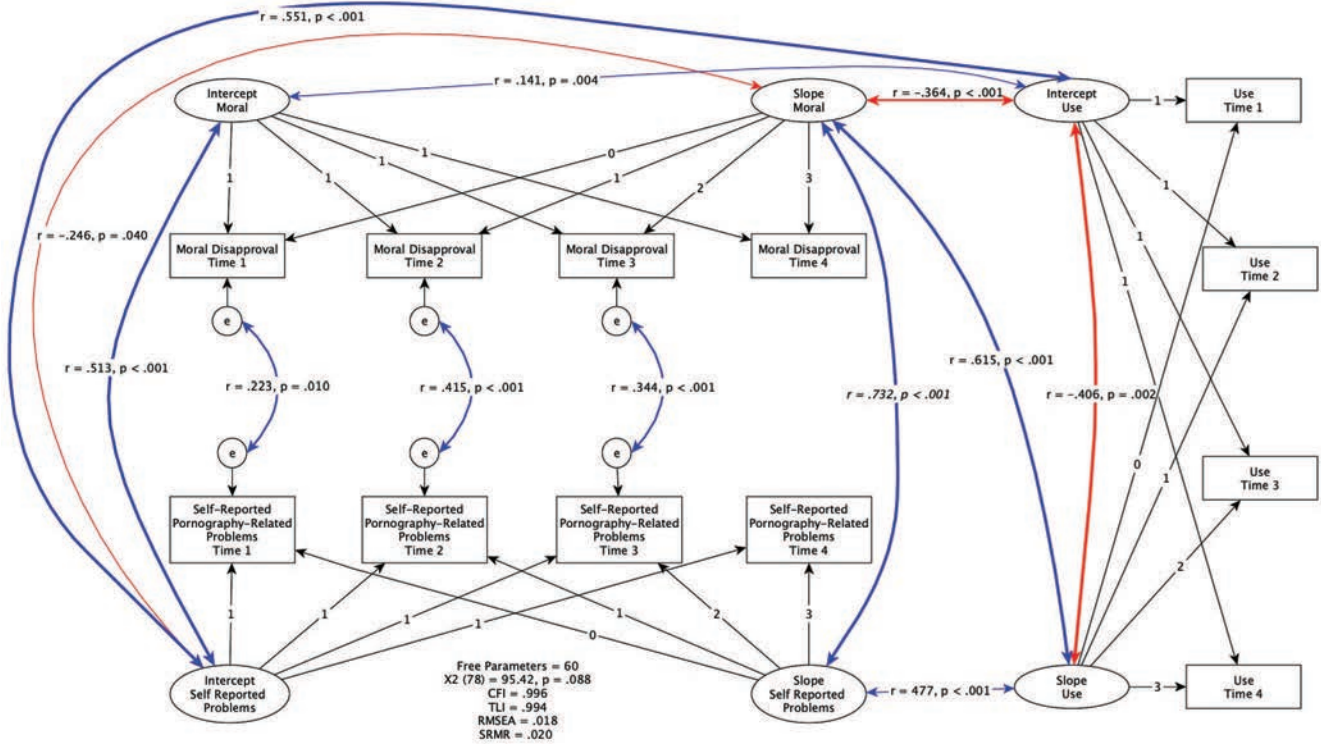 r = .551, p < .001
r = .141, p = .004
Intercept
Moral
Slope
Moral
r = -.364, p < .001
Intercept
Use
1
Use
Time 1
1
1
1
1
0
1
2
3
1
1
1
r = -.246, p = .040
Moral Disapproval
Time 1
Moral Disapproval
Time 2
Moral Disapproval
Time 3
Moral Disapproval
Time 4
Use
Time 2
e
e
e
r = .513, p < .001
r = .223, p = .010
r = .415, p < .001
r = .344, p < .001
r = .732, p < .001
r = .615, p < .001
r = -.406, p = .002
e
e
e
0
1
Use
Time 3
Self-Reported
Pornography-Related
Problems
Time 1
Self-Reported
Pornography-Related
Problems
Time 2
Self-Reported
Pornography-Related
Problems
Time 3
Self-Reported
Pornography-Related
Problems
Time 4
2
1
1
1
1
0
1
2
3
Intercept
Self Reported
Problems
Free Parameters = 60
X2 (78) = 95.42, p = .088
CFI = .996
TLI = .994
RMSEA = .018
SRMR = .020
Slope
Self Reported
Problems
r = 477, p < .001
Slope
Use
3
Use
Time 4